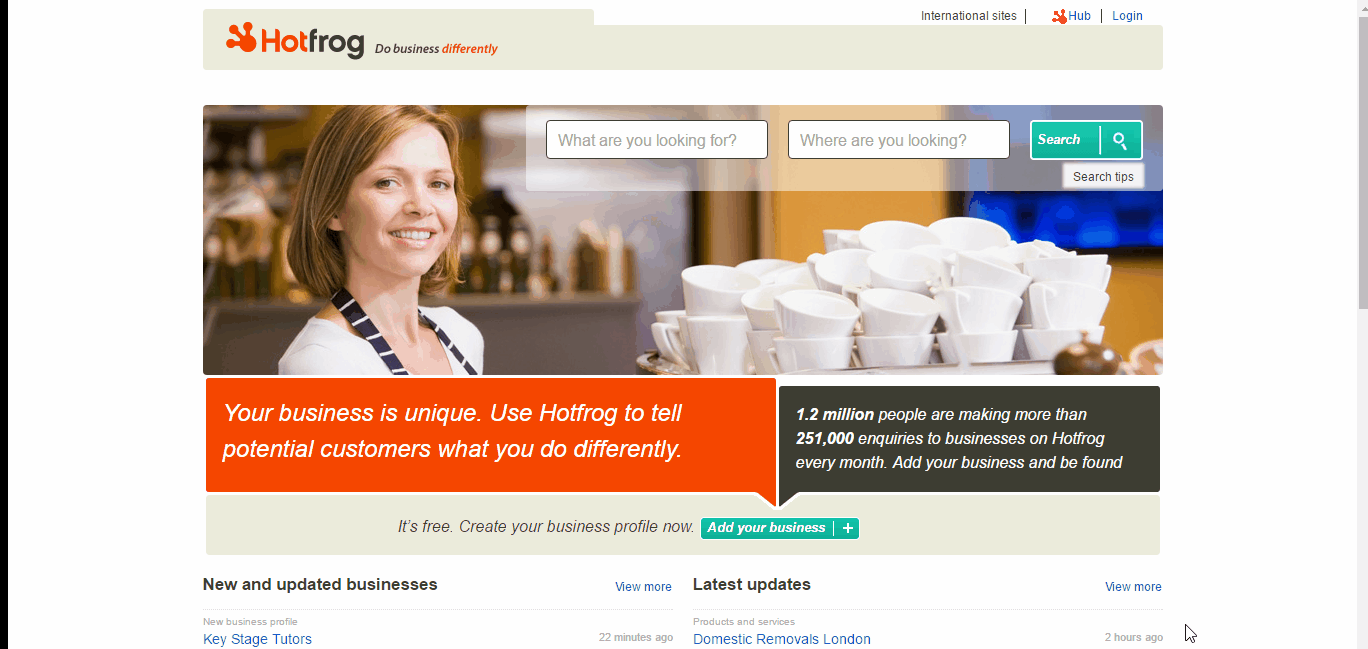 International sites | Hub | Login
Hotfrog Do business differently
What are you looking for? Where are you looking? Search
Search tips
Your business is unique. Use Hotfrog to tell
potential customers what you do differently.
1.2 million people are making more than
251,000 enquiries to businesses on Hotfrog
every month. Add your business and be found
It's free. Create your business profile now. Add your business +
New and updated businesses View more
New business profile
Key Stage Tutors 22 minutes ago
Latest updates View more
Products and services
Domestic Removals London 2 hours ago